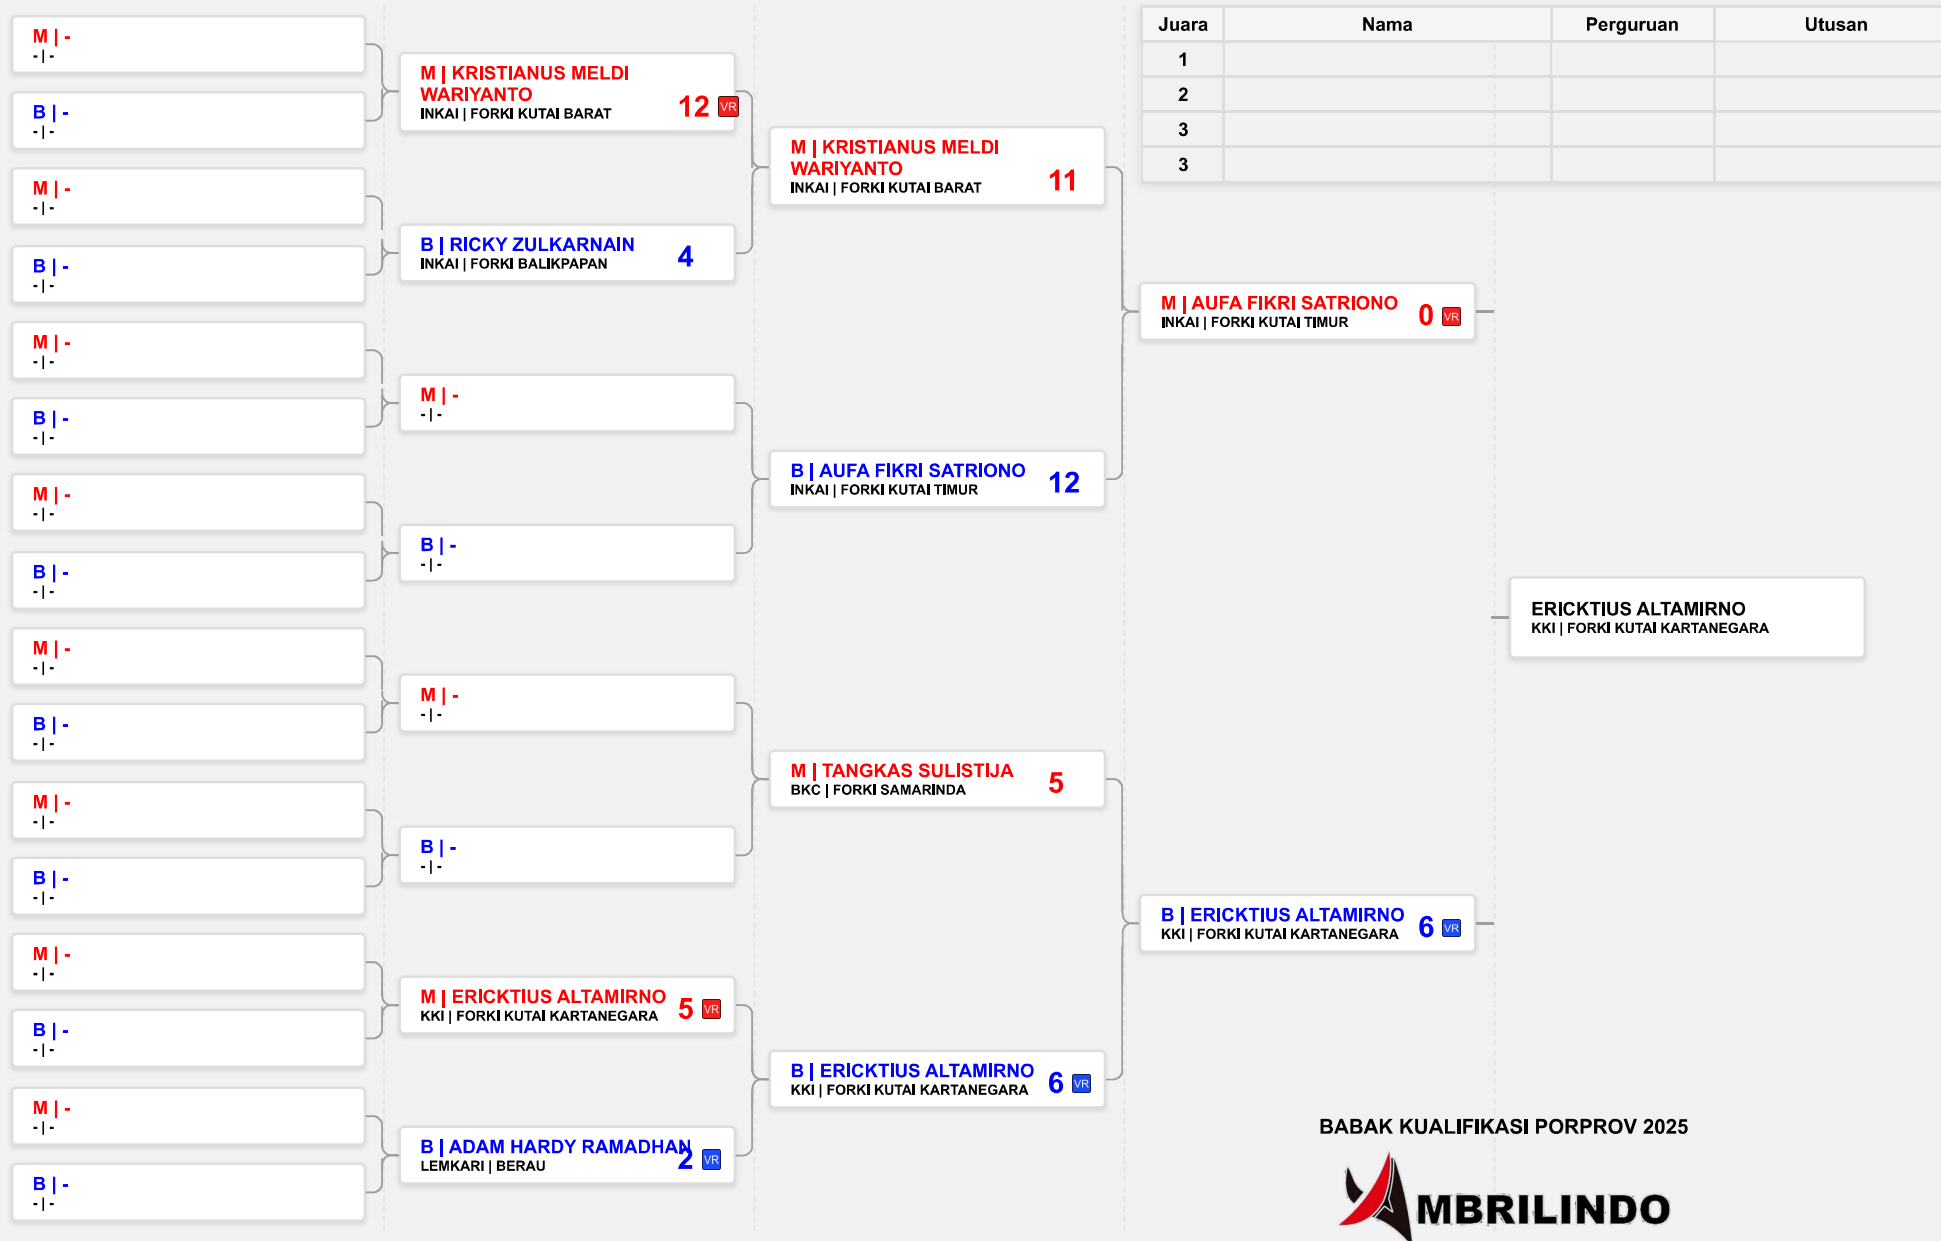 M | -
- | -
B | -
- | -
M | -
- | -
B | -
- | -
M | -
- | -
B | -
- | -
M | -
- | -
B | -
- | -
M | -
- | -
B | -
- | -
M | -
- | -
B | -
- | -
M | -
- | -
B | -
- | -
M | -
- | -
B | -
- | -
M | KRISTIANUS MELDI
WARIYANTO
INKAI | FORKI KUTAI BARAT
12 VR
B | RICKY ZULKARNAIN
INKAI | FORKI BALIKPAPAN
4
M | -
- | -
B | -
- | -
M | -
- | -
B | -
- | -
M | ERICKTIUS ALTAMIRNO
KKI | FORKI KUTAI KARTANEGARA
5 VR
B | ADAM HARDY RAMADHAN
LEMKARI | BERAU
2 VR
M | KRISTIANUS MELDI
WARIYANTO
INKAI | FORKI KUTAI BARAT
11
B | AUFA FIKRI SATRIONO
INKAI | FORKI KUTAI TIMUR
12
M | TANGKAS SULISTIJA
BKC | FORKI SAMARINDA
5
B | ERICKTIUS ALTAMIRNO
KKI | FORKI KUTAI KARTANEGARA
6 VR
M | AUFA FIKRI SATRIONO
INKAI | FORKI KUTAI TIMUR
0 VR
B | ERICKTIUS ALTAMIRNO
KKI | FORKI KUTAI KARTANEGARA
6 VR
ERICKTIUS ALTAMIRNO
KKI | FORKI KUTAI KARTANEGARA
Juara Nama Perguruan Utusan
1
2
3
3
BABAK KUALIFIKASI PORPROV 2025
MBRILINDO